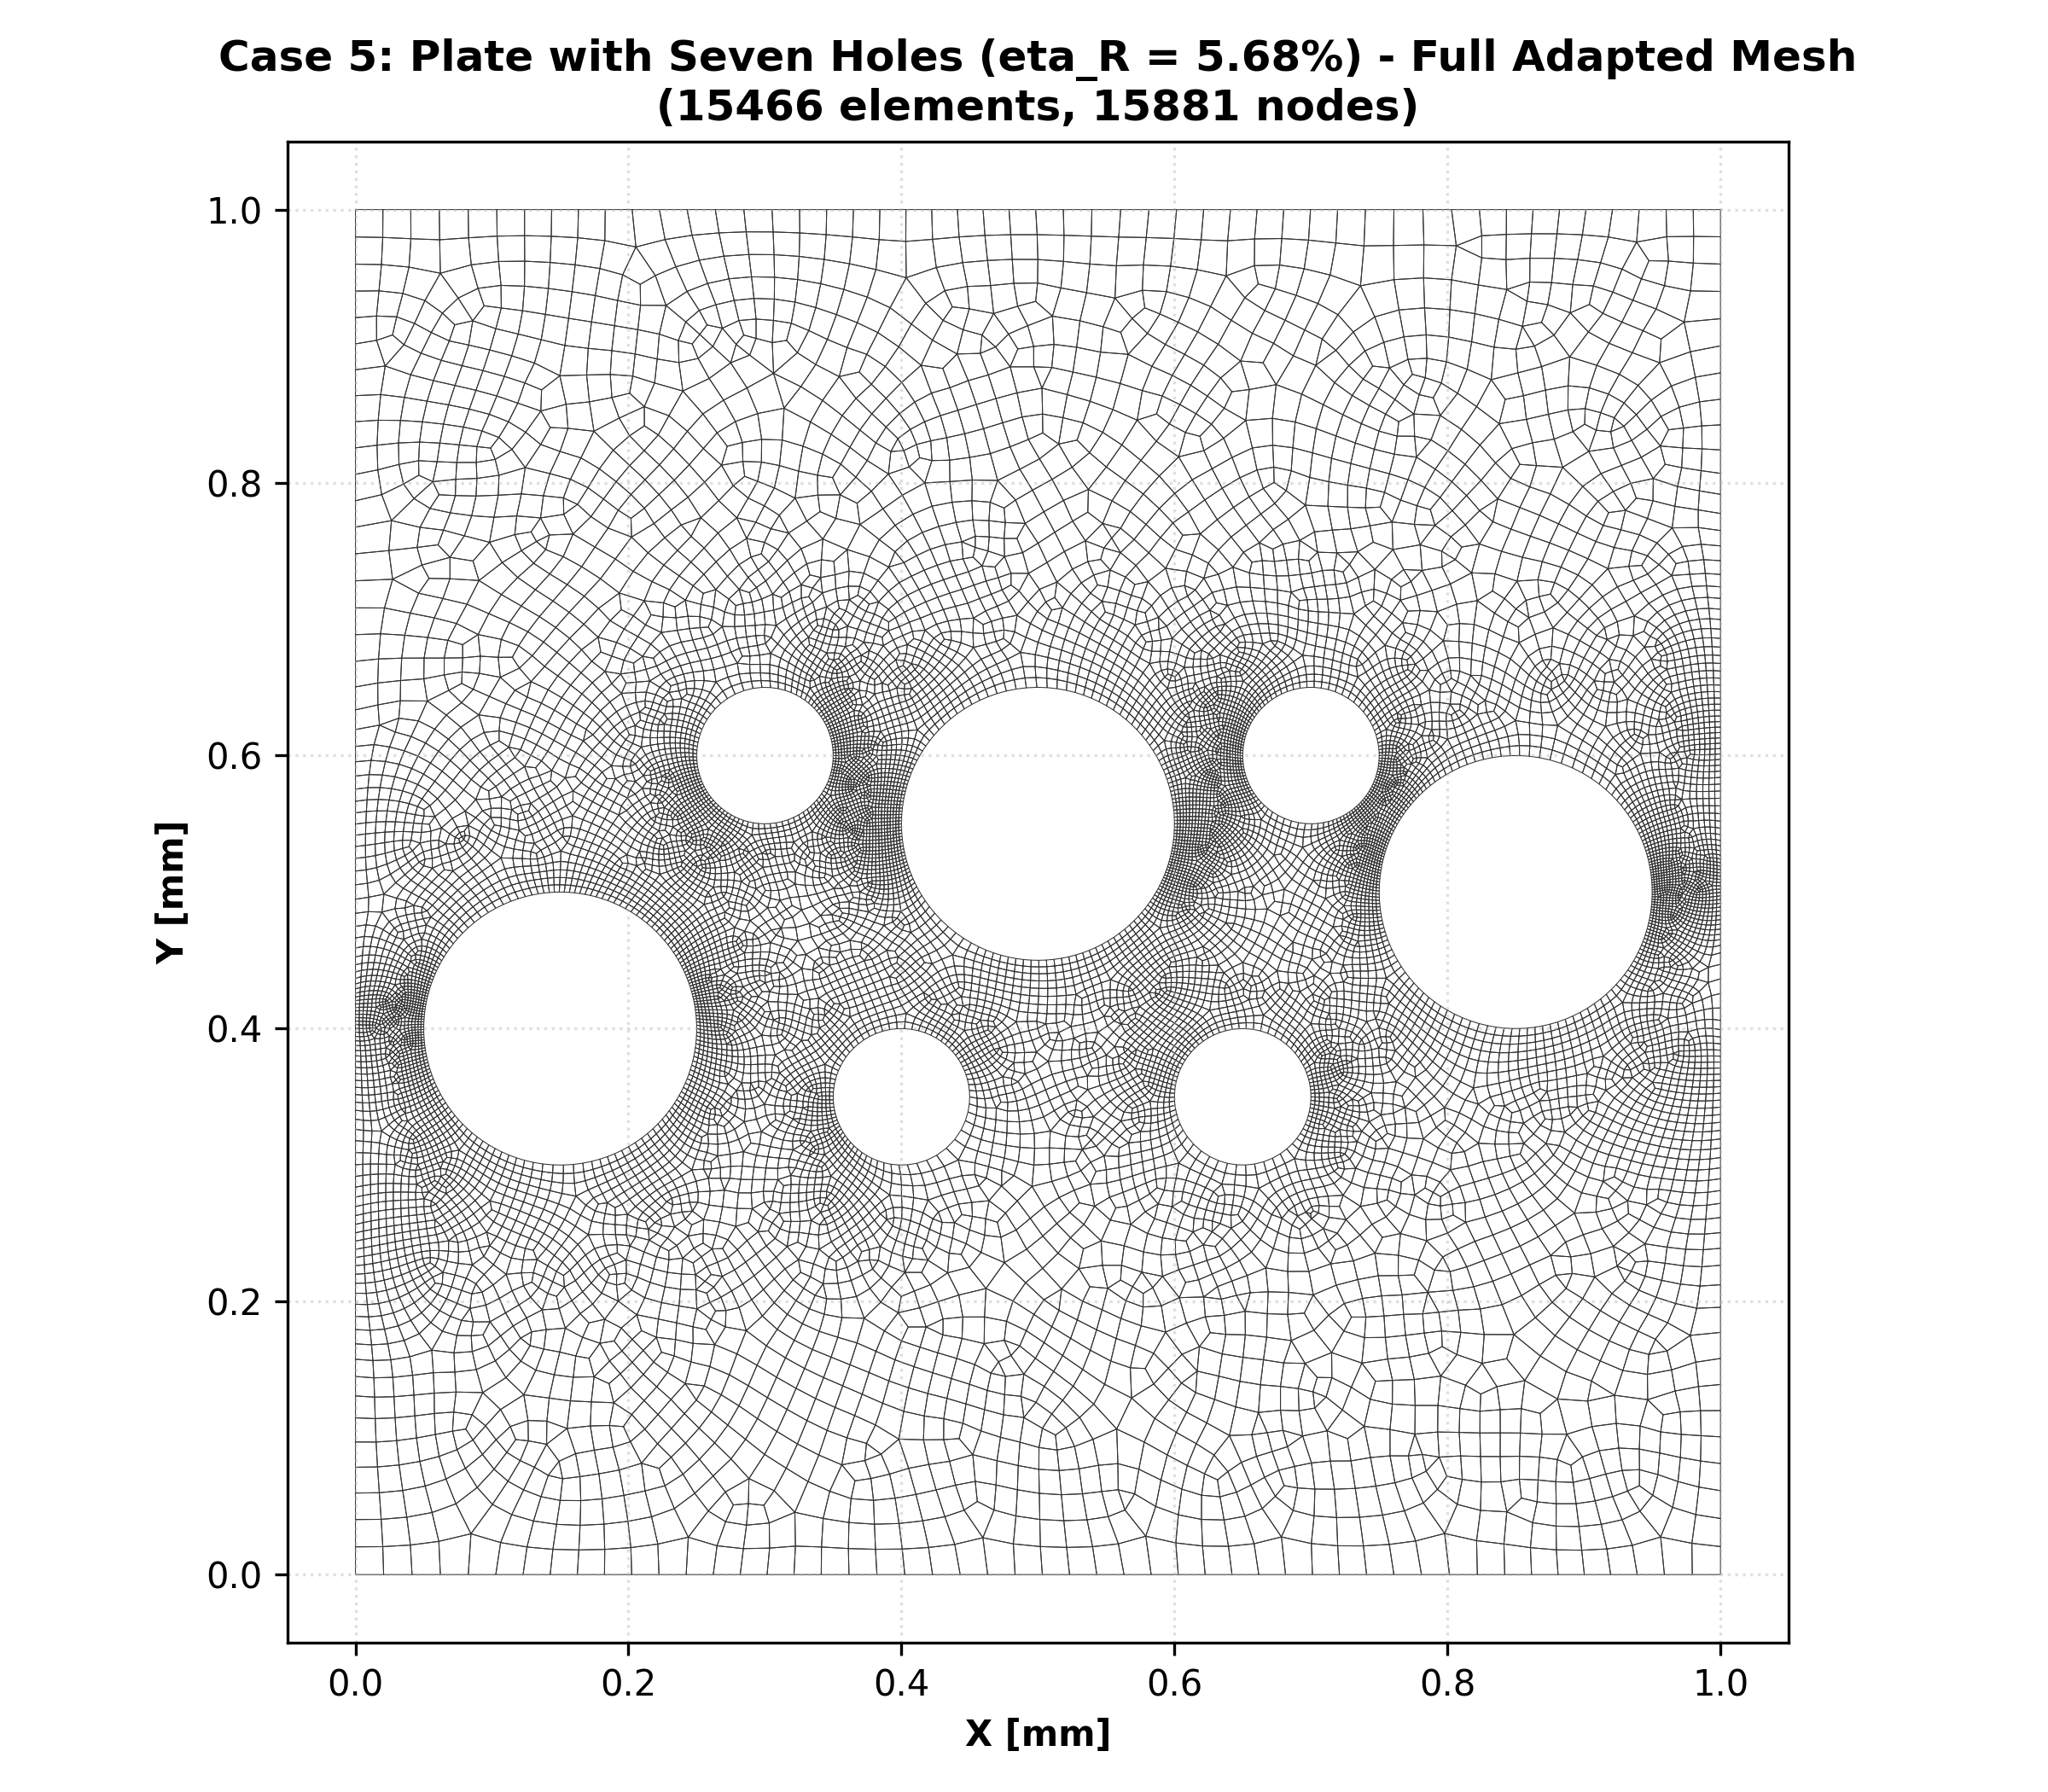 Case 5: Plate with Seven Holes (eta_R = 5.68%) - Full Adapted Mesh
(15466 elements, 15881 nodes)
1.0
0.8
0.6
0.4
0.2
0.0
Y [mm]
0.0 0.2 0.4 0.6 0.8 1.0
X [mm]